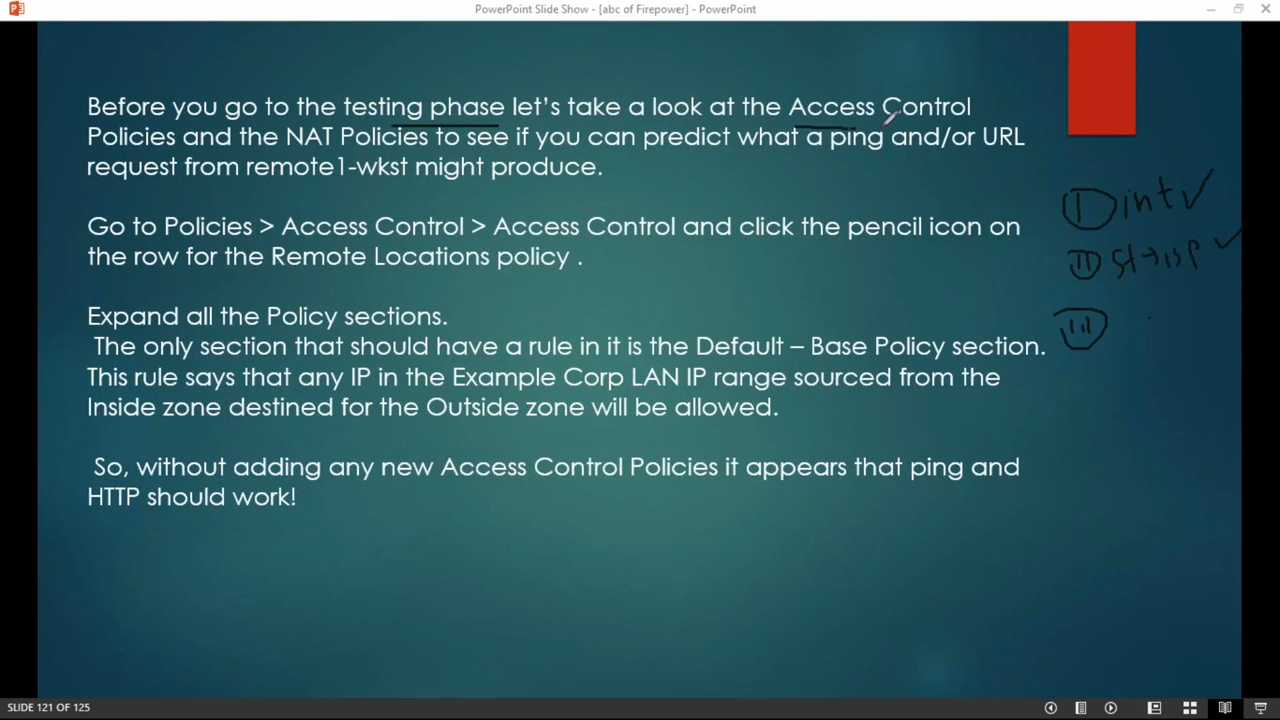 PowerPoint Slide Show - [abc of Firepower] - PowerPoint
Before you go to the testing phase let’s take a look at the Access Control
Policies and the NAT Policies to see if you can predict what a ping and/or URL
request from remote1-wkst might produce.
Go to Policies > Access Control > Access Control and click the pencil icon on
the row for the Remote Locations policy .
Expand all the Policy sections.
The only section that should have a rule in it is the Default – Base Policy section.
This rule says that any IP in the Example Corp LAN IP range sourced from the
Inside zone destined for the Outside zone will be allowed.
So, without adding any new Access Control Policies it appears that ping and
HTTP should work!
I int ✓
II St→isp ✓
III
SLIDE 121 OF 125